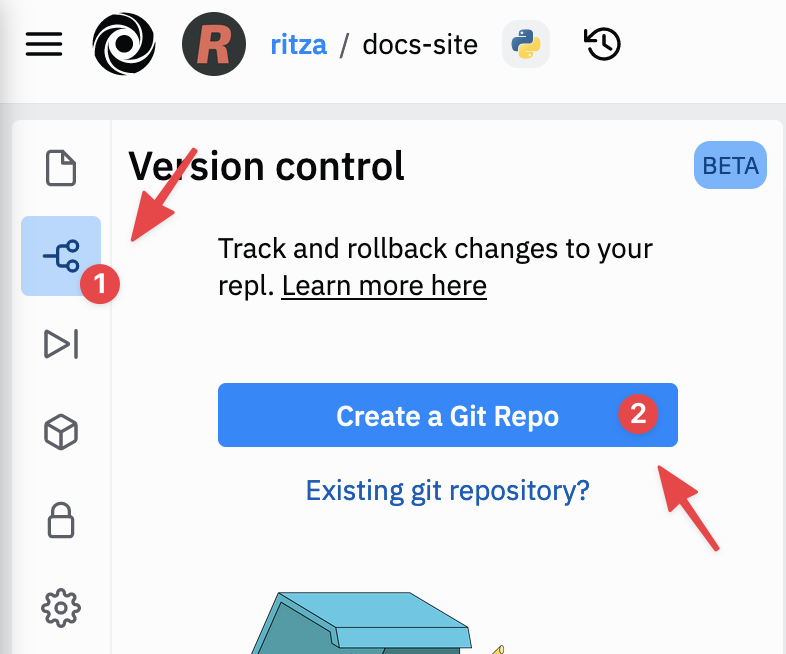 R ritza / docs-site
Version control BETA
Track and rollback changes to your
repl. Learn more here
1
Create a Git Repo 2
Existing git repository?